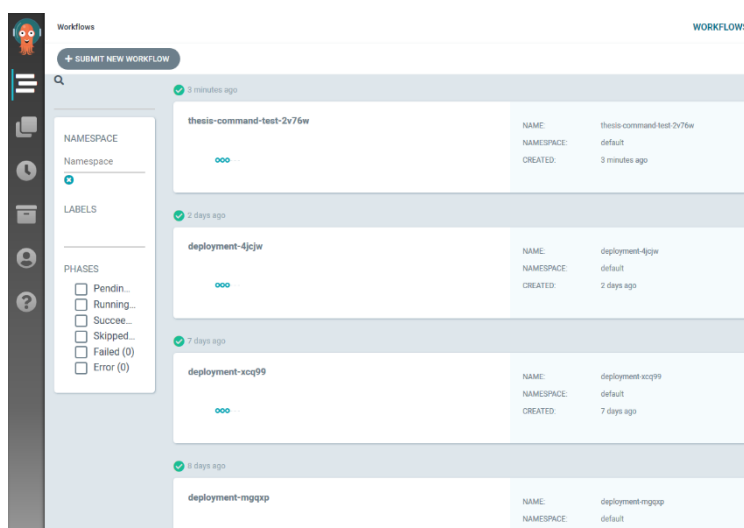 Workflows
WORKFLOWS
+ SUBMIT NEW WORKFLOW
NAMESPACE
Namespace
LABELS
PHASES
Pendin...
Running...
Succee...
Skipped...
Failed (0)
Error (0)
3 minutes ago
thesis-command-test-2v76w
NAME: thesis-command-test-2v76w
NAMESPACE: default
CREATED: 3 minutes ago
2 days ago
deployment-4jcjw
NAME: deployment-4jcjw
NAMESPACE: default
CREATED: 2 days ago
7 days ago
deployment-xcq99
NAME: deployment-xcq99
NAMESPACE: default
CREATED: 7 days ago
8 days ago
deployment-mgqxp
NAME: deployment-mgqxp
NAMESPACE: default